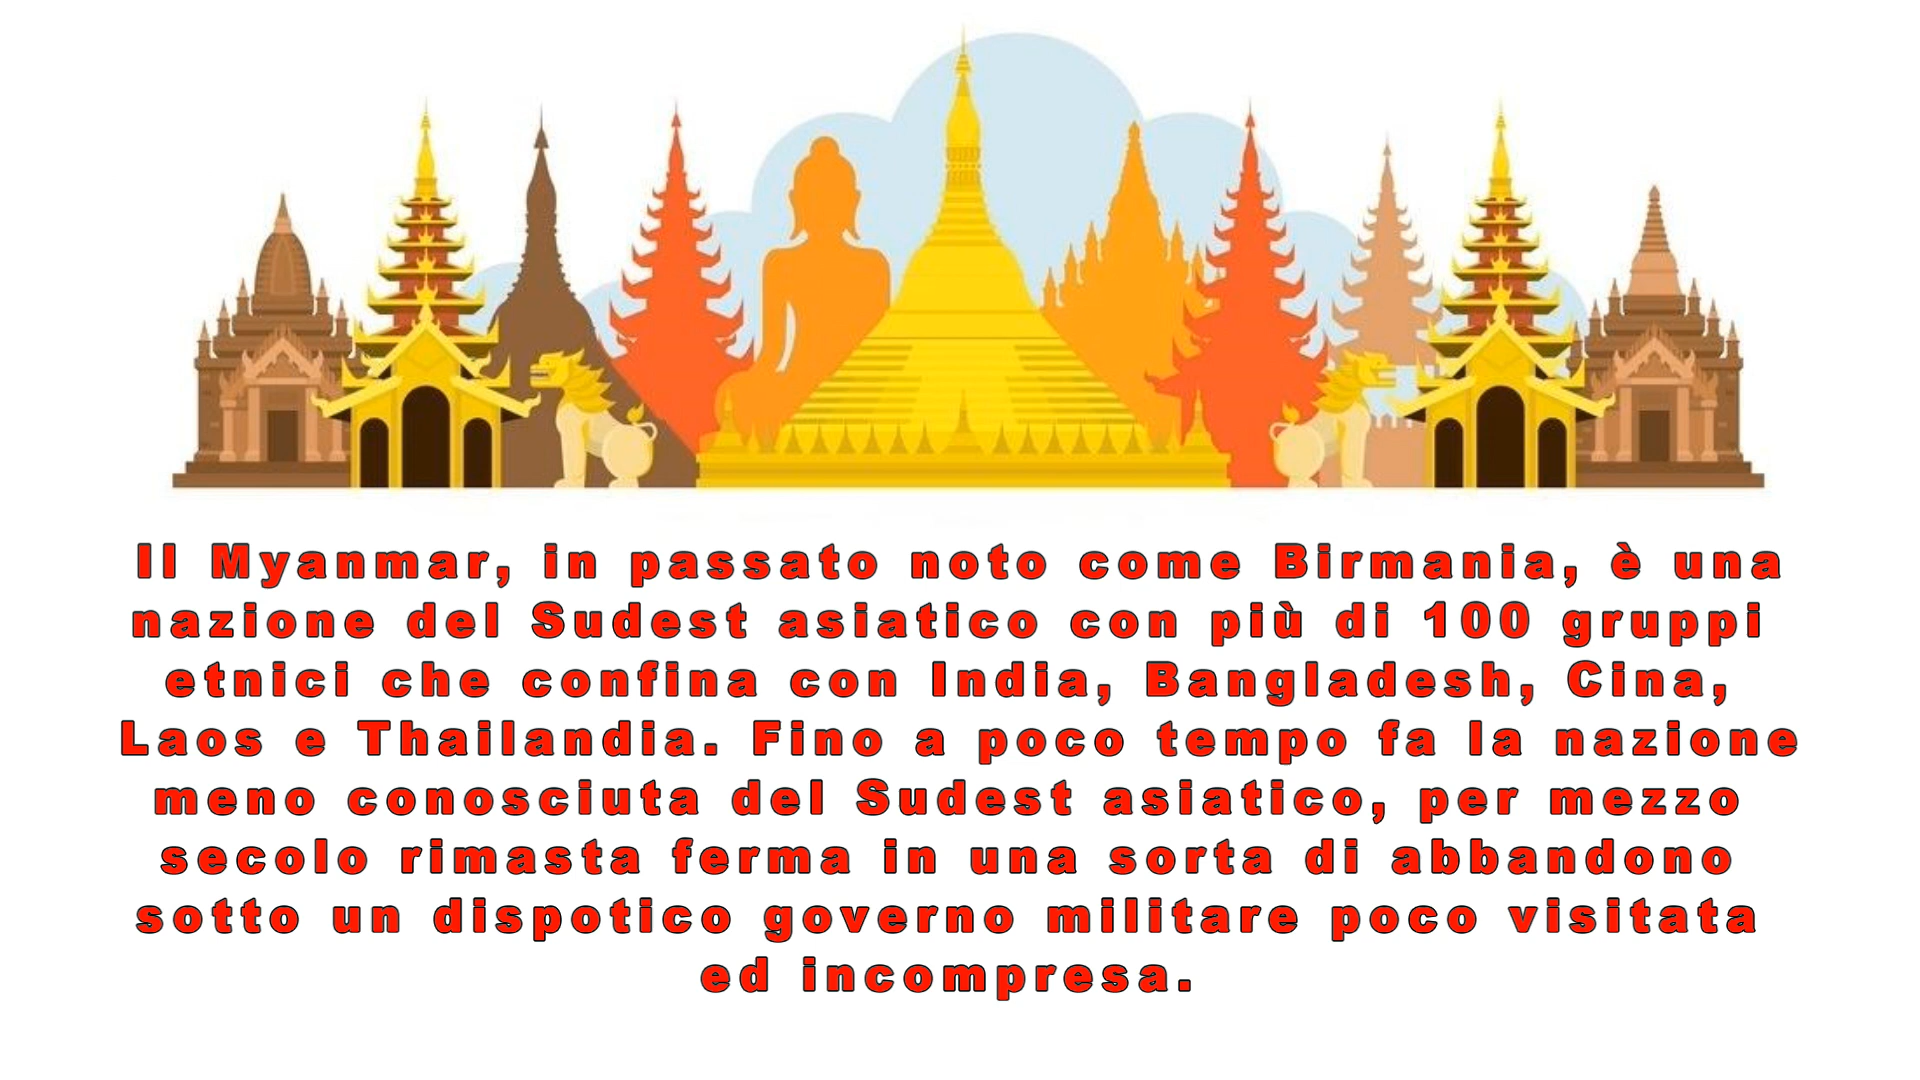 Il Myanmar, in passato noto come Birmania, è una
nazione del Sudest asiatico con più di 100 gruppi
etnici che confina con India, Bangladesh, Cina,
Laos e Thailandia. Fino a poco tempo fa la nazione
meno conosciuta del Sudest asiatico, per mezzo
secolo rimasta ferma in una sorta di abbandono
sotto un dispotico governo militare poco visitata
ed incompresa.